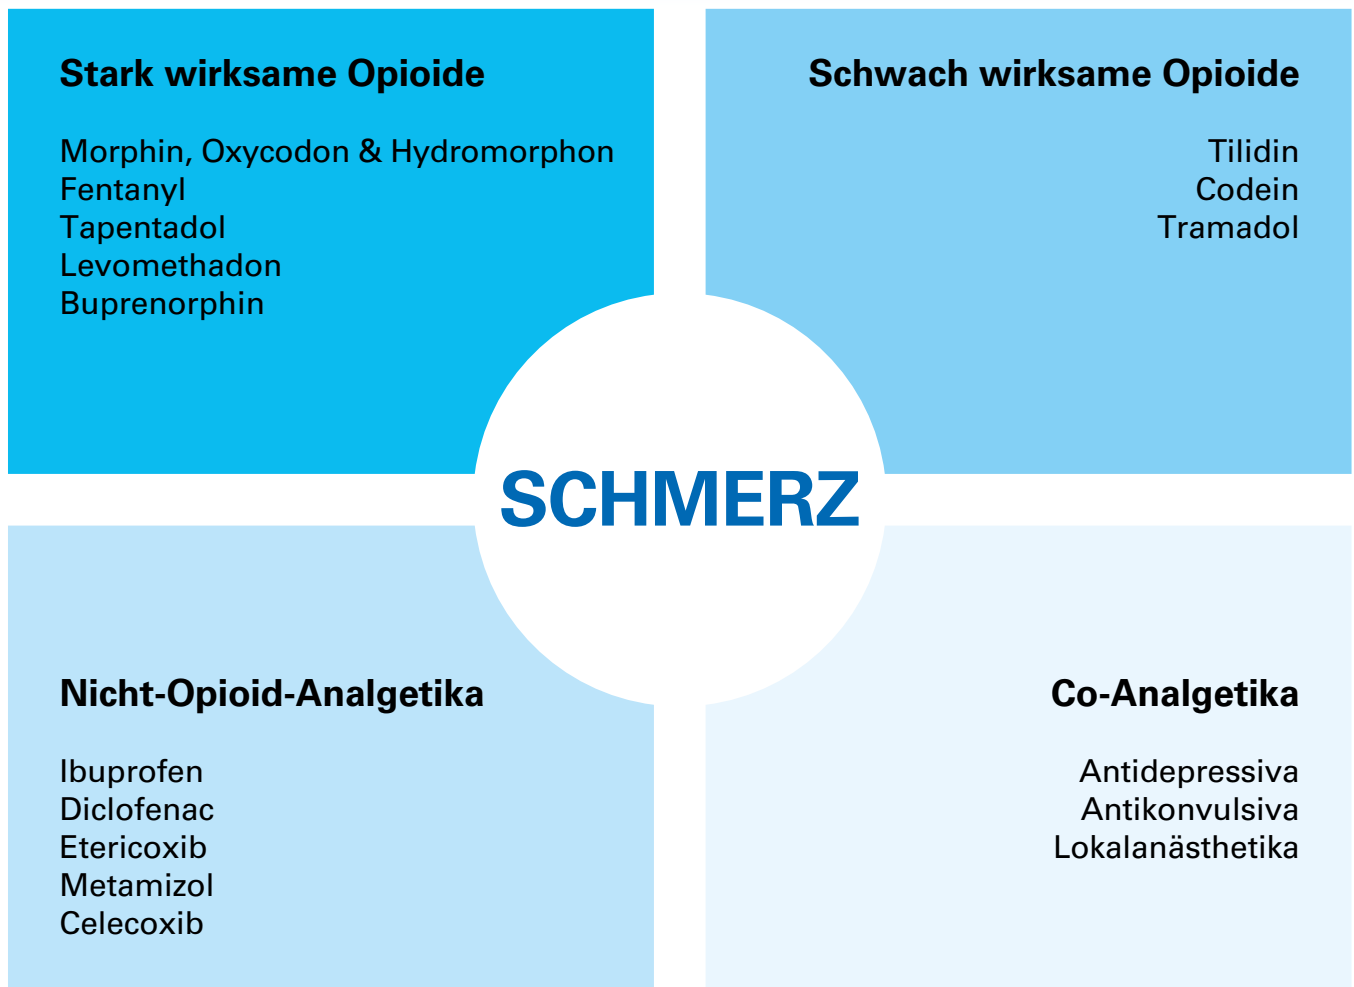 Stark wirksame Opioide
Morphin, Oxycodon & Hydromorphon
Fentanyl
Tapentadol
Levomethadon
Buprenorphin
Schwach wirksame Opioide
Tilidin
Codein
Tramadol
SCHMERZ
Nicht-Opioid-Analgetika
Ibuprofen
Diclofenac
Etericoxib
Metamizol
Celecoxib
Co-Analgetika
Antidepressiva
Antikonvulsiva
Lokalanästhetika